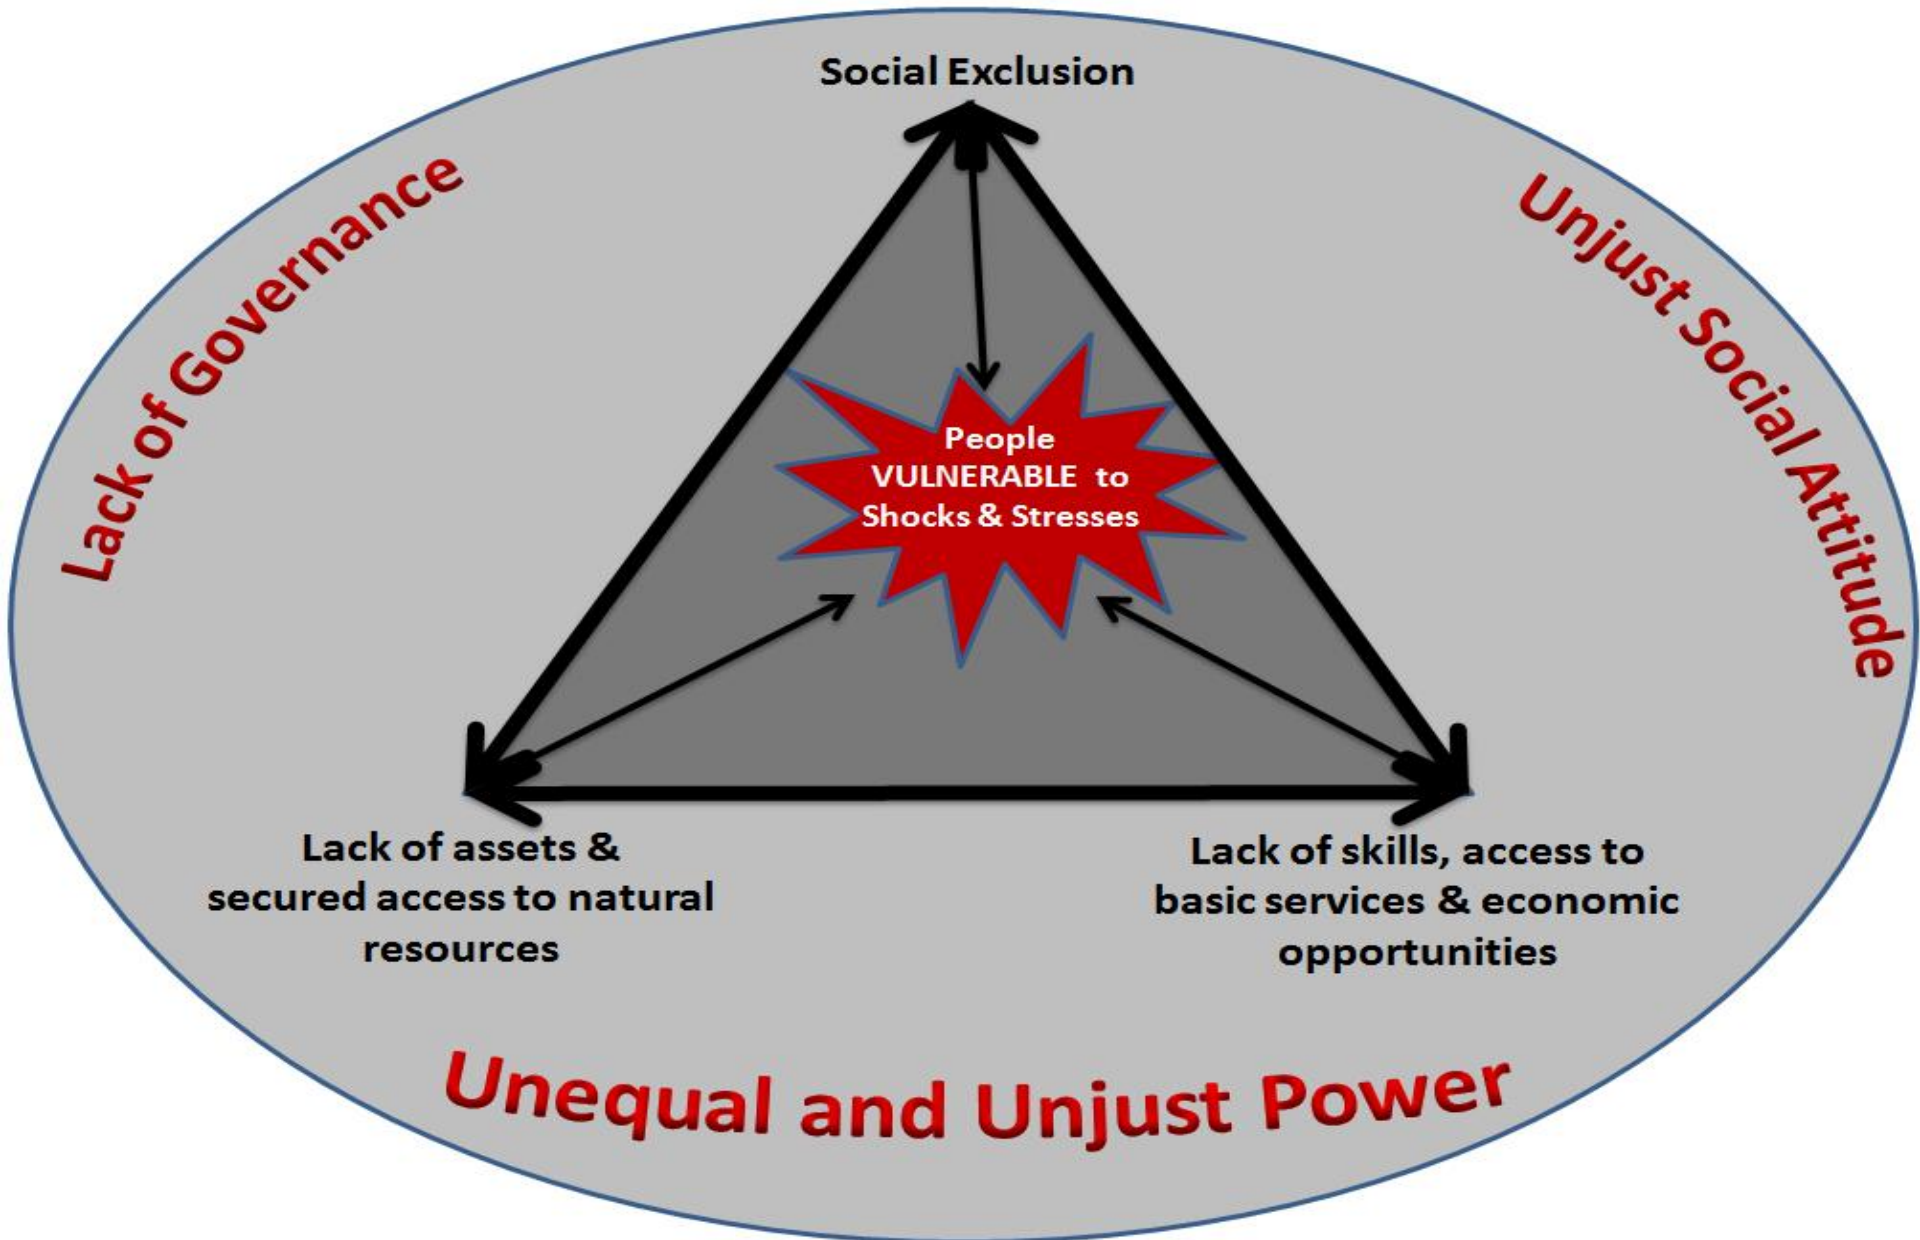 Social Exclusion
Lack of Governance
Unjust Social Attitude
People
VULNERABLE to
Shocks & Stresses
Lack of assets &
secured access to natural
resources
Lack of skills, access to
basic services & economic
opportunities
Unequal and Unjust Power